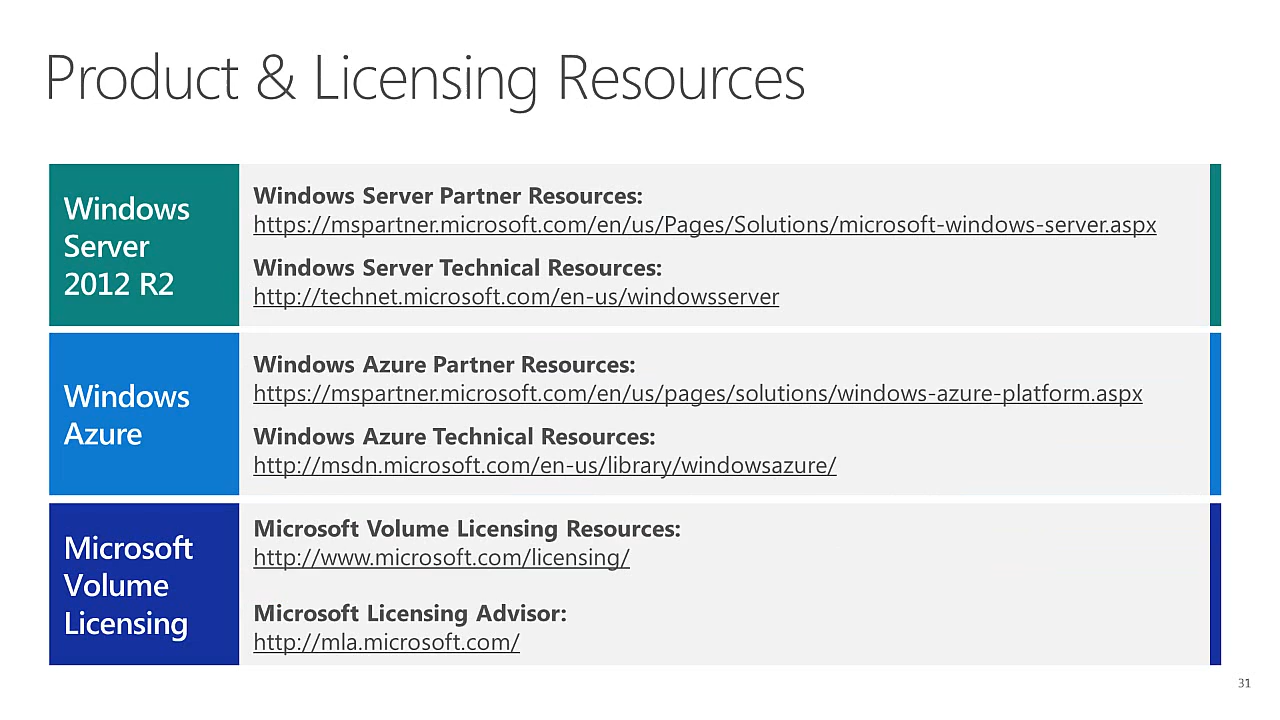 Product & Licensing Resources
Windows
Server
2012 R2
Windows Server Partner Resources:
https://mspartner.microsoft.com/en/us/Pages/Solutions/microsoft-windows-server.aspx
Windows Server Technical Resources:
http://technet.microsoft.com/en-us/windowsserver
Windows
Azure
Windows Azure Partner Resources:
https://mspartner.microsoft.com/en/us/pages/solutions/windows-azure-platform.aspx
Windows Azure Technical Resources:
http://msdn.microsoft.com/en-us/library/windowsazure/
Microsoft
Volume
Licensing
Microsoft Volume Licensing Resources:
http://www.microsoft.com/licensing/
Microsoft Licensing Advisor:
http://mla.microsoft.com/
31